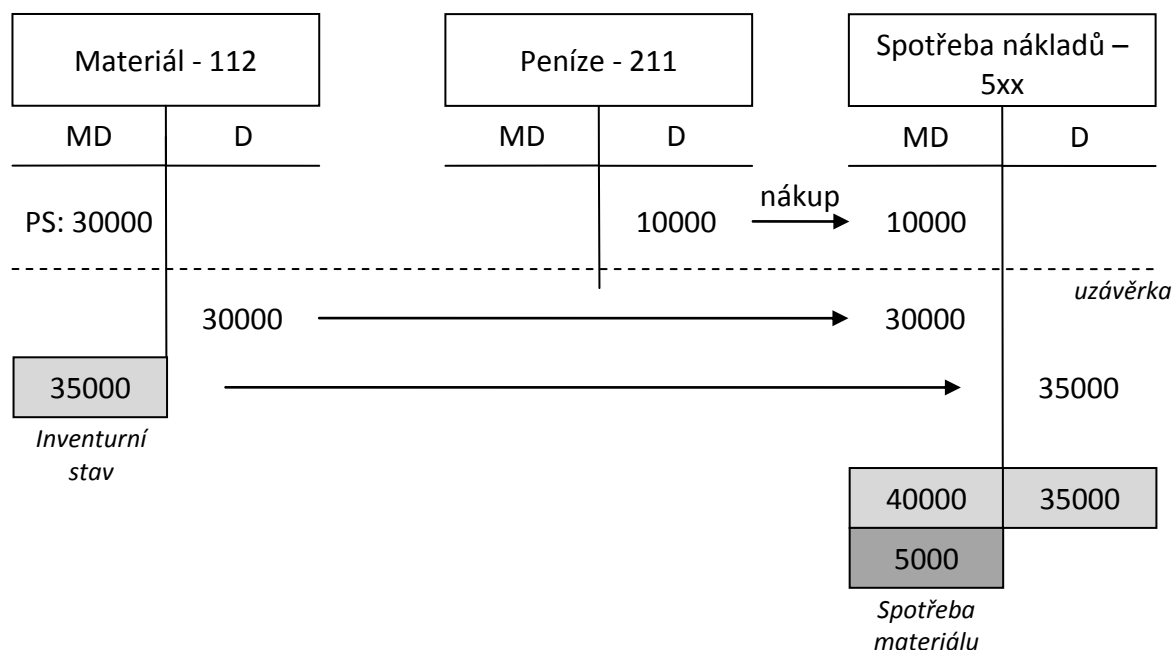 Materiál - 112
Peníze - 211
Spotřeba nákladů –
5xx
MD D
MD D
MD D
PS: 30000
10000
nákup
10000
uzávěrka
30000
30000
35000
35000
Inventurní
stav
40000
35000
5000
Spotřeba
materiálu